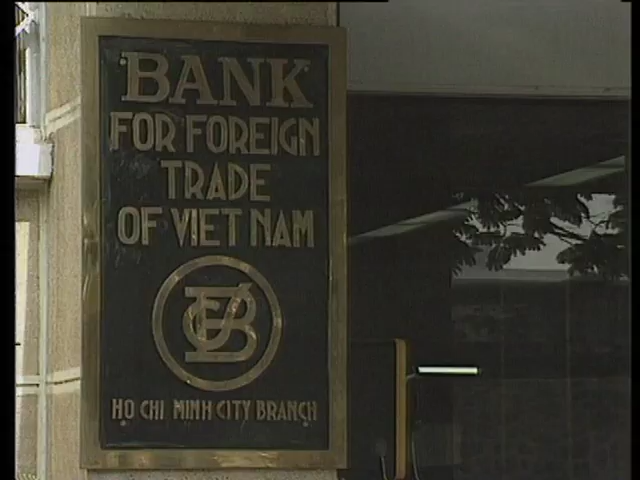 BANK
FOR FOREIGN
TRADE
OF VIET NAM
HO CHI MINH CITY BRANCH